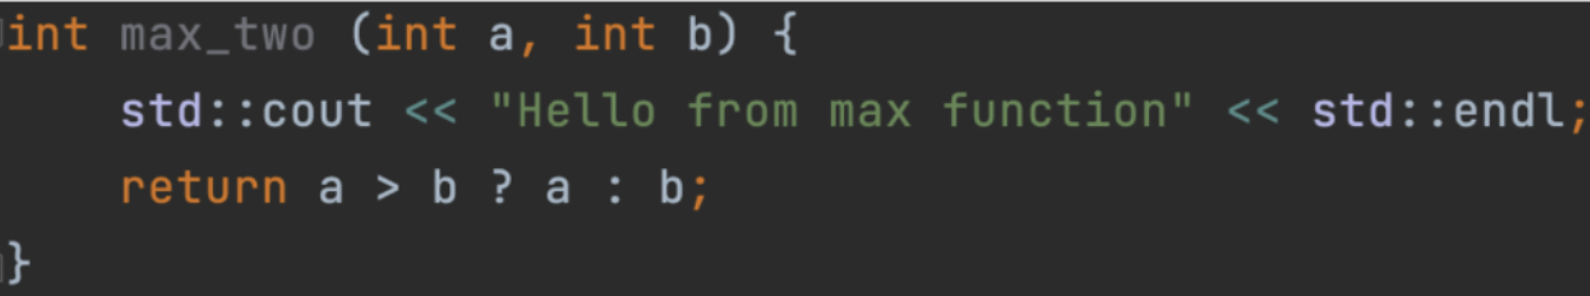 int max_two (int a, int b) {
    std::cout << "Hello from max function" << std::endl;
    return a > b ? a : b;
}